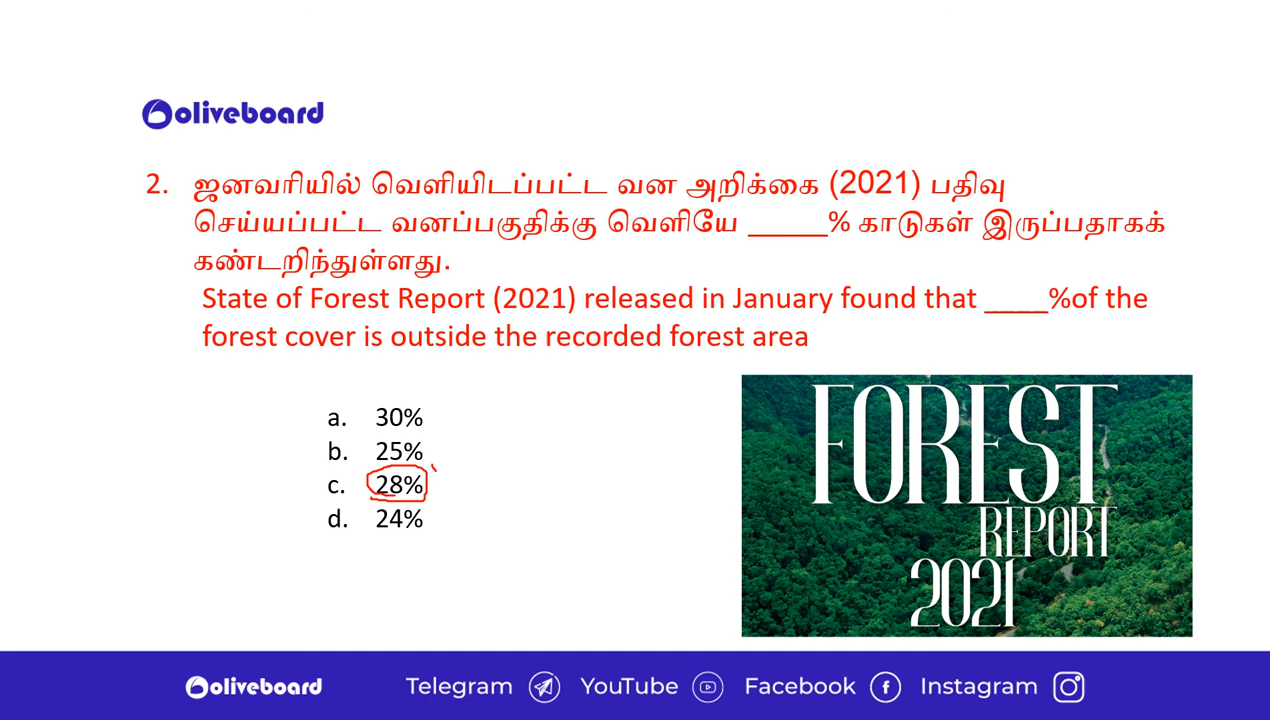 oliveboard
2. ஜனவரியில் வெளியிடப்பட்ட வன அறிக்கை (2021) பதிவு
செய்யப்பட்ட வனப்பகுதிக்கு வெளியே _____% காடுகள் இருப்பதாகக்
கண்டறிந்துள்ளது.
State of Forest Report (2021) released in January found that ____%of the
forest cover is outside the recorded forest area
a. 30%
b. 25%
c. 28%
d. 24%
FOREST
REPORT
2021
oliveboard Telegram YouTube Facebook Instagram